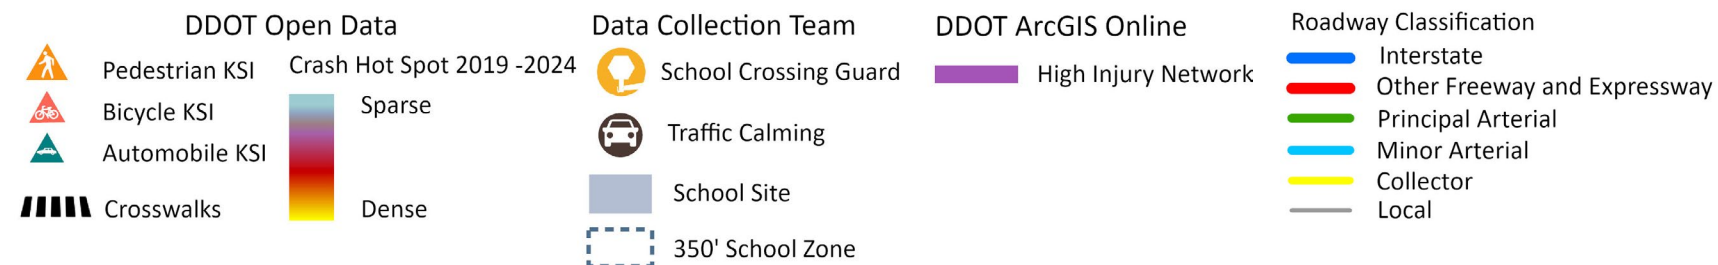 DDOT Open Data
Pedestrian KSI
Bicycle KSI
Automobile KSI
Crosswalks
Crash Hot Spot 2019 -2024
Sparse
Dense
Data Collection Team
School Crossing Guard
Traffic Calming
School Site
350' School Zone
DDOT ArcGIS Online
High Injury Network
Roadway Classification
Interstate
Other Freeway and Expressway
Principal Arterial
Minor Arterial
Collector
Local